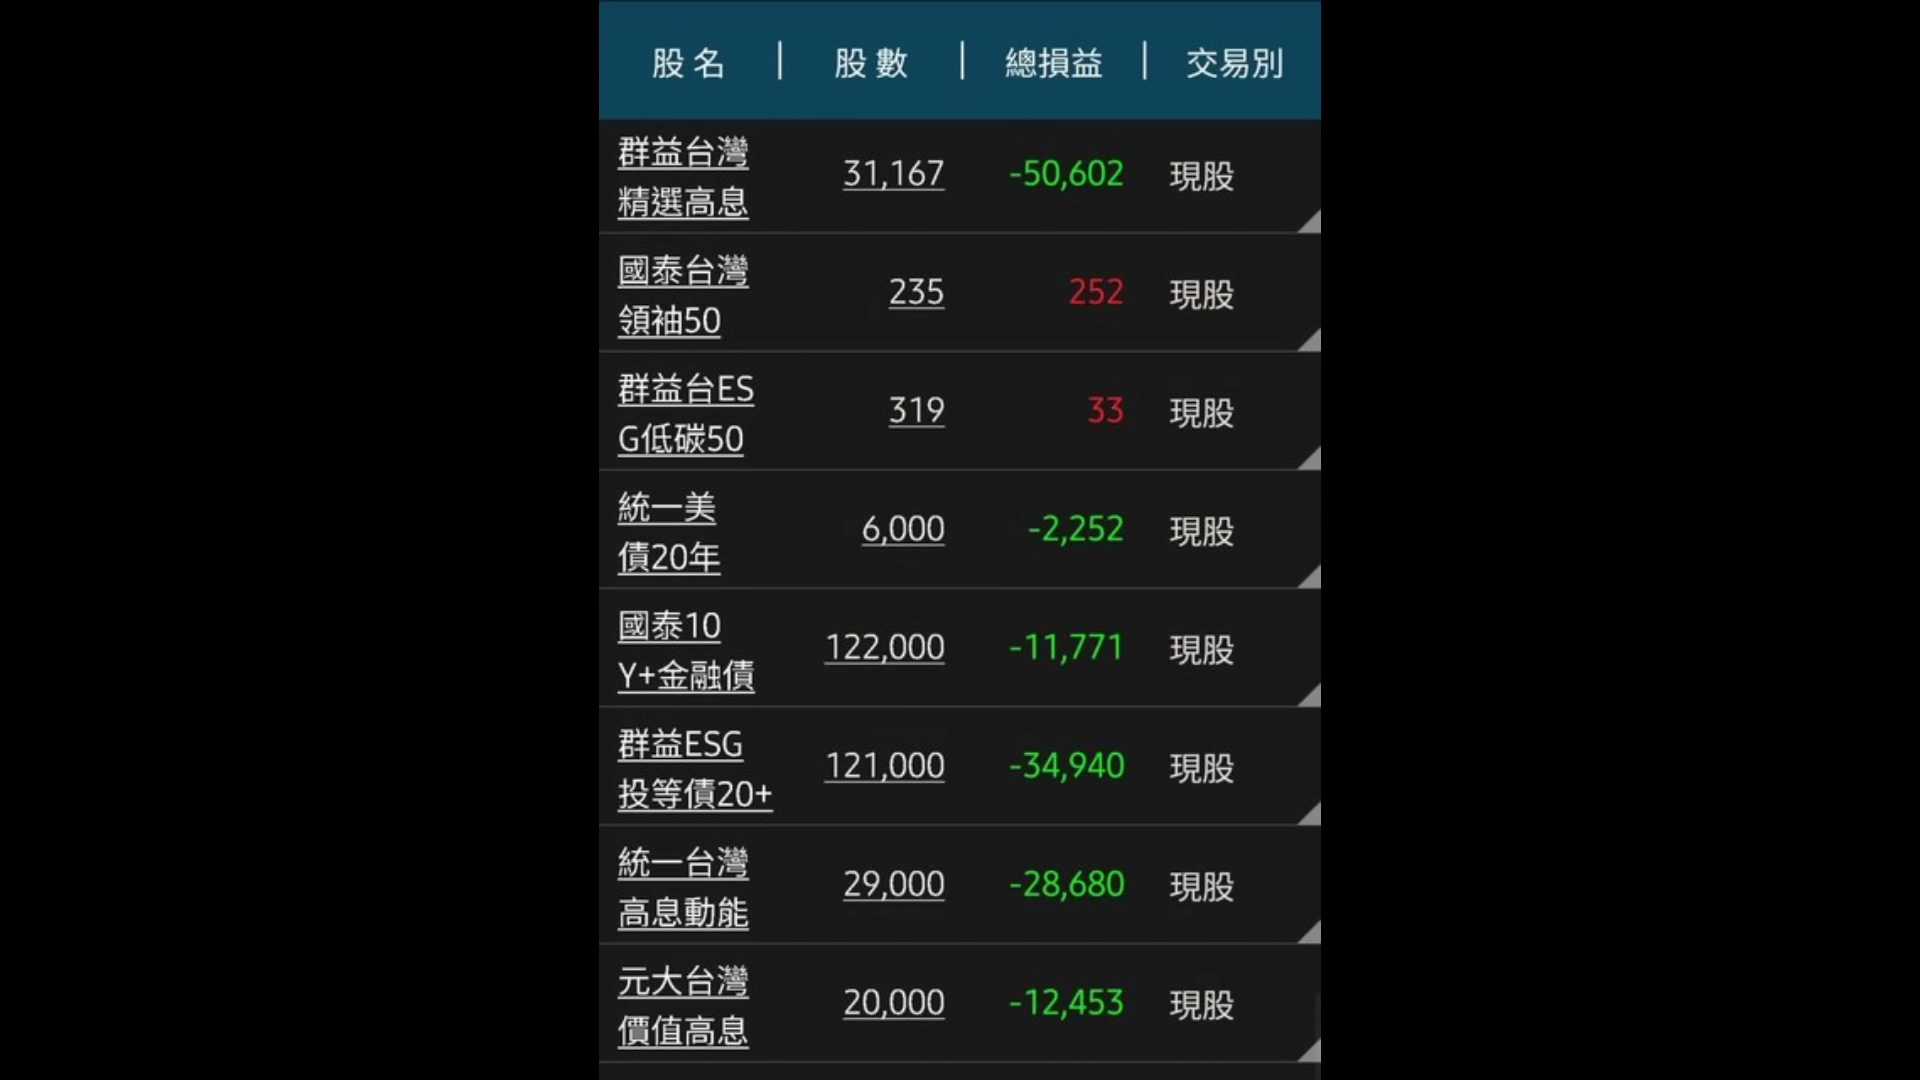 股 名 | 股 數 | 總損益 | 交易別
群益台灣
精選高息 31,167 -50,602 現股
國泰台灣
領袖50 235 252 現股
群益台ES
G低碳50 319 33 現股
統一美
債20年 6,000 -2,252 現股
國泰10
Y+金融債 122,000 -11,771 現股
群益ESG
投等債20+ 121,000 -34,940 現股
統一台灣
高息動能 29,000 -28,680 現股
元大台灣
價值高息 20,000 -12,453 現股